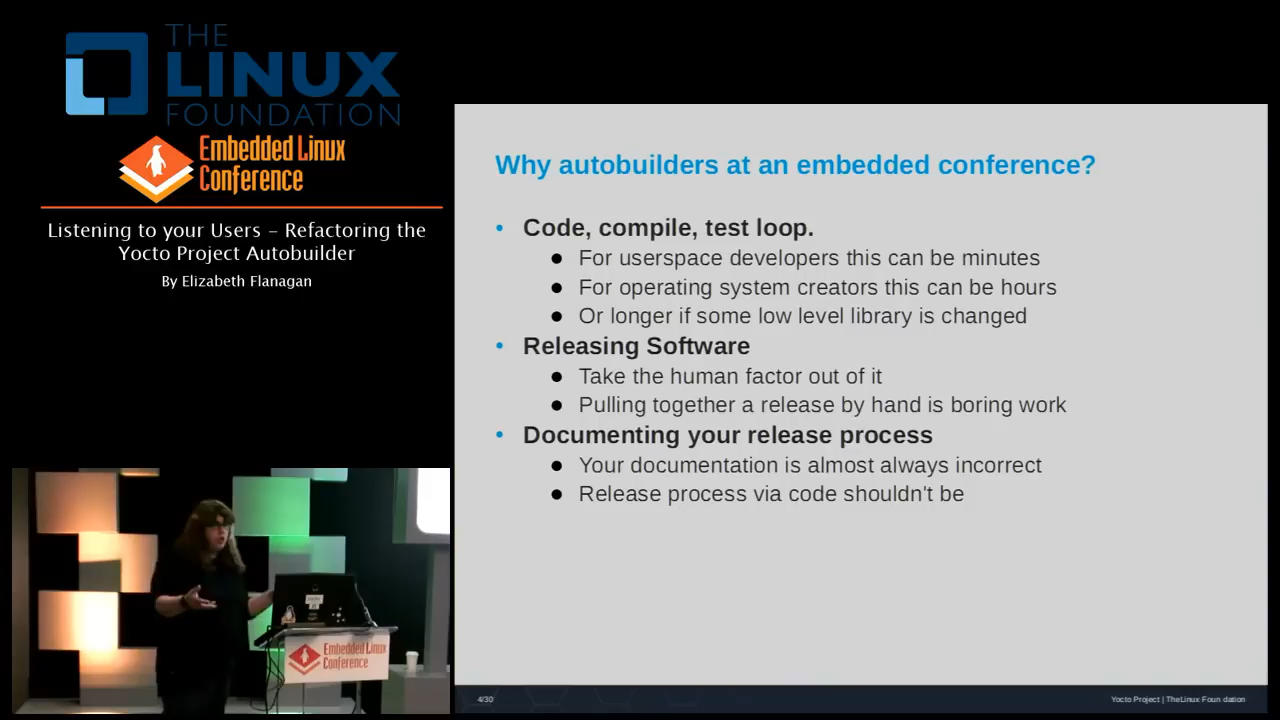 THE
LINUX
FOUNDATION
Embedded Linux
Conference
Listening to your Users – Refactoring the
Yocto Project Autobuilder
By Elizabeth Flanagan
Why autobuilders at an embedded conference?
• Code, compile, test loop.
● For userspace developers this can be minutes
● For operating system creators this can be hours
● Or longer if some low level library is changed
• Releasing Software
● Take the human factor out of it
● Pulling together a release by hand is boring work
• Documenting your release process
● Your documentation is almost always incorrect
● Release process via code shouldn't be
Embedded Linux
Conference
4/30
Yocto Project | TheLinux Foun dation